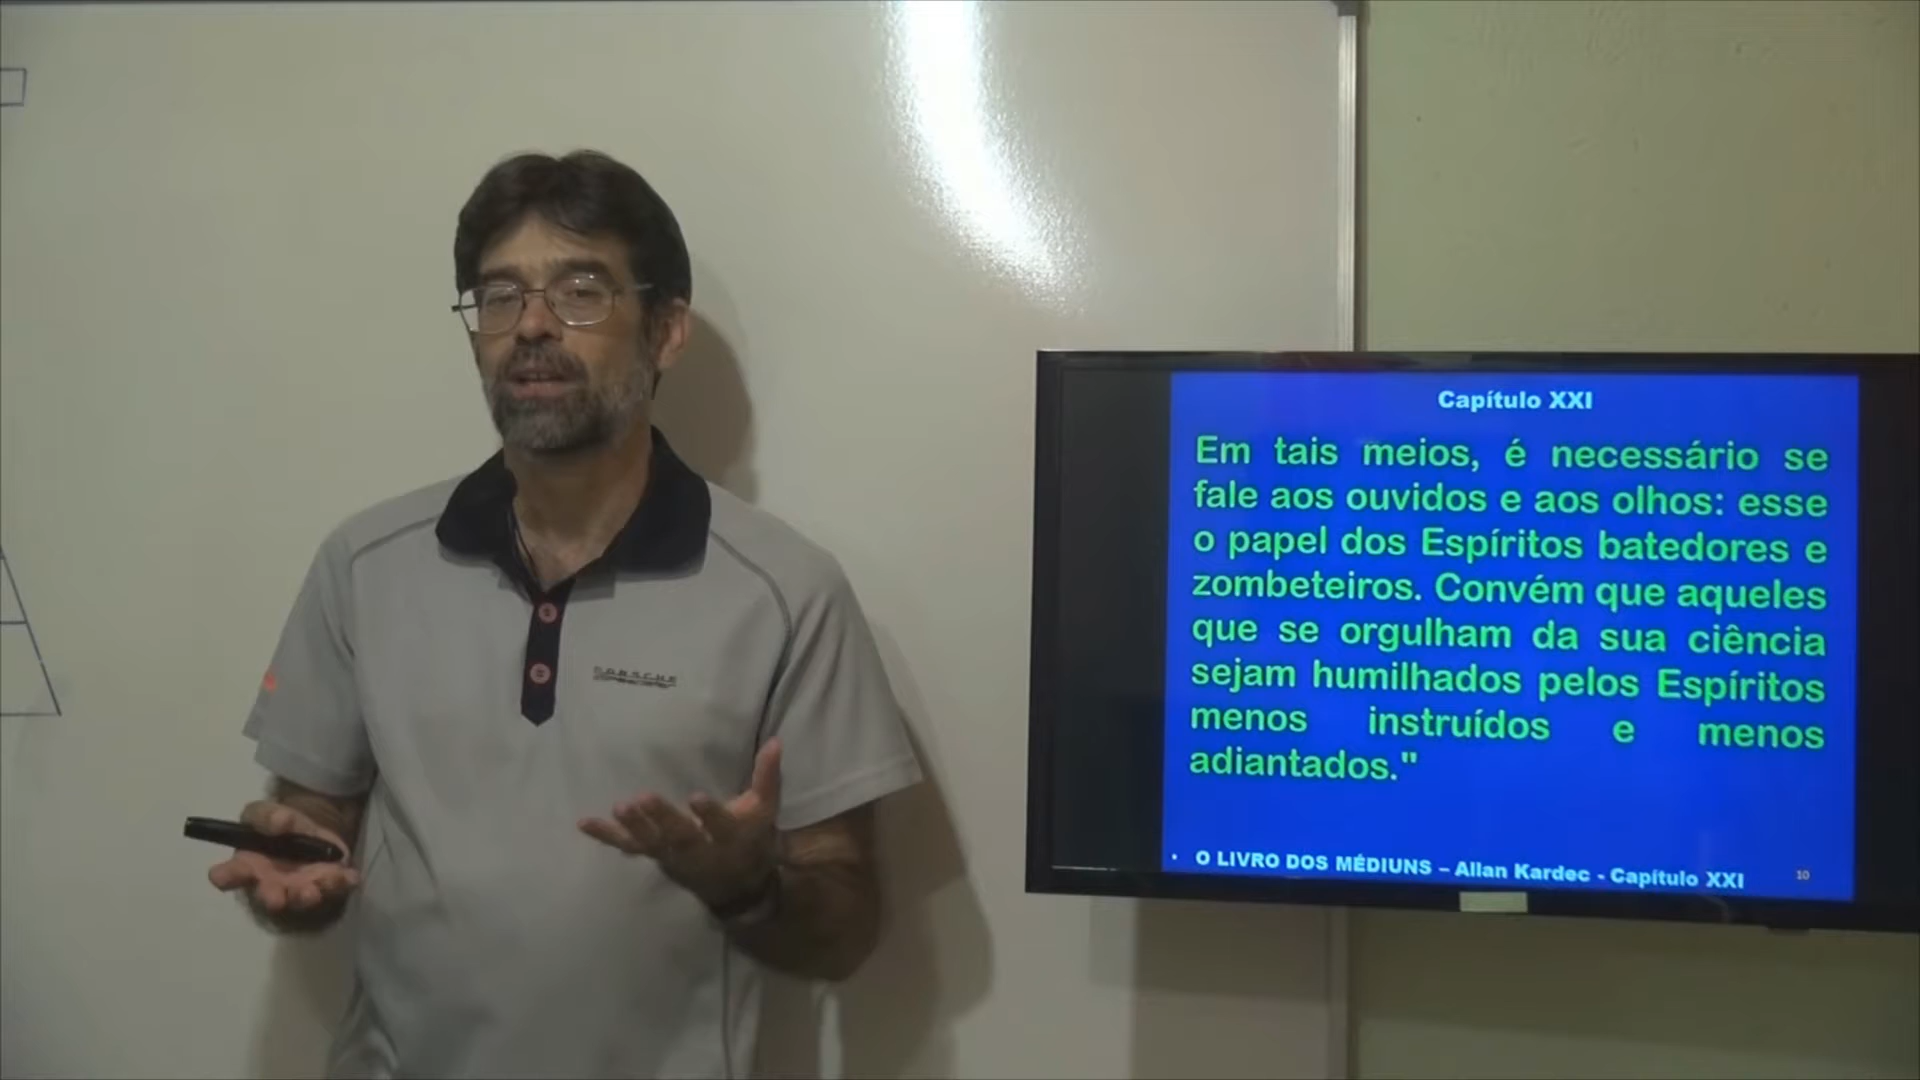 Capítulo XXI
Em tais meios, é necessário se
fale aos ouvidos e aos olhos: esse
o papel dos Espíritos batedores e
zombeteiros. Convém que aqueles
que se orgulham da sua ciência
sejam humilhados pelos Espíritos
menos instruídos e menos
adiantados."
• O LIVRO DOS MÉDIUNS – Allan Kardec - Capítulo XXI
10
PORSCHE